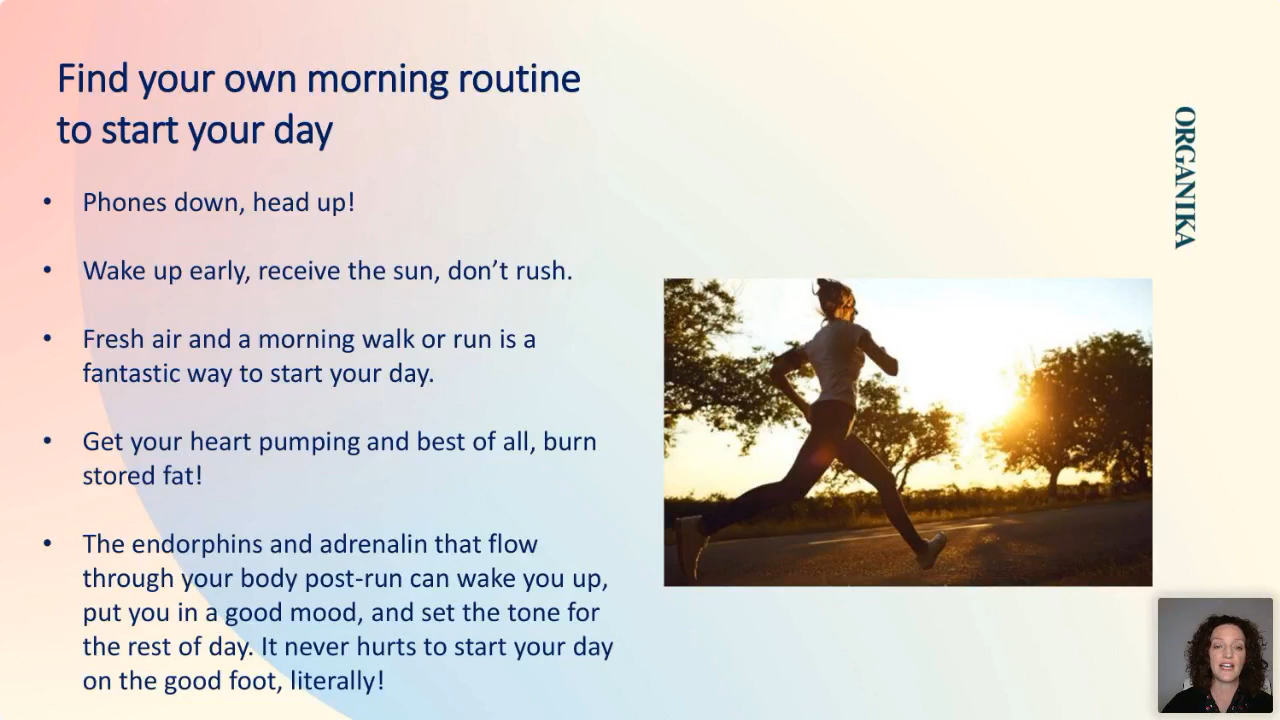 Find your own morning routine
to start your day
• Phones down, head up!
• Wake up early, receive the sun, don’t rush.
• Fresh air and a morning walk or run is a
fantastic way to start your day.
• Get your heart pumping and best of all, burn
stored fat!
• The endorphins and adrenalin that flow
through your body post-run can wake you up,
put you in a good mood, and set the tone for
the rest of day. It never hurts to start your day
on the good foot, literally!
ORGANIKA